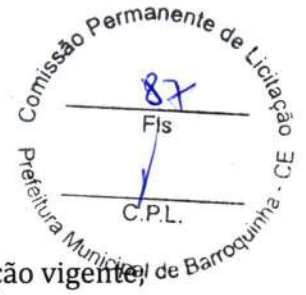 Comissão Permanente de Licitação
87
Fls
C.P.L.
Prefeitura Municipal de Barroquinha - CE
ção vigente,